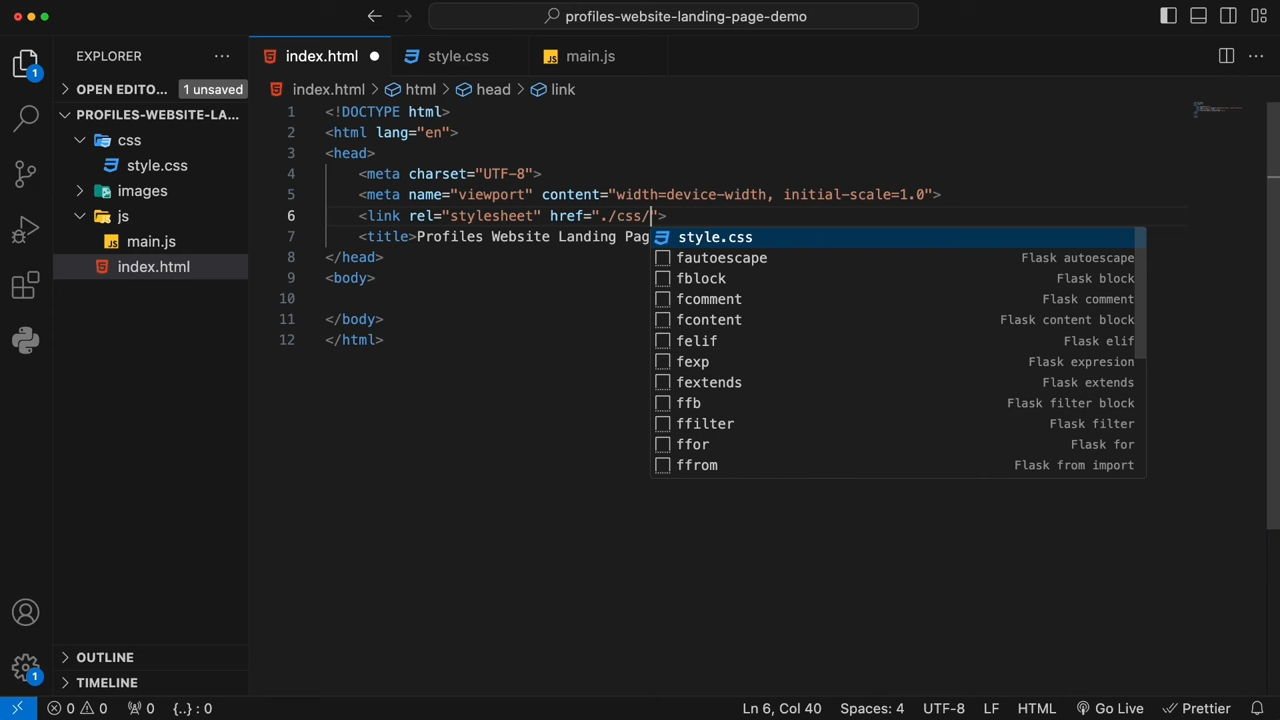 profiles-website-landing-page-demo
EXPLORER
index.html
style.css
main.js
OPEN EDITO...
1 unsaved
index.html > html > head > link
PROFILES-WEBSITE-LA...
css
style.css
images
js
main.js
index.html
1 <!DOCTYPE html>
2 <html lang="en">
3 <head>
4 <meta charset="UTF-8">
5 <meta name="viewport" content="width=device-width, initial-scale=1.0">
6 <link rel="stylesheet" href="./css/">
7 <title>Profiles Website Landing Pag
8 </head>
9 <body>
10
11 </body>
12 </html>
style.css
fautoescape Flask autoescape
fblock Flask block
fcomment Flask comment
fcontent Flask content block
felif Flask elif
fexp Flask expresion
fextends Flask extends
ffb Flask filter block
ffilter Flask filter
ffor Flask for
ffrom Flask from import
1
1
OUTLINE
TIMELINE
0 0 0 {..} : 0 Ln 6, Col 40 Spaces: 4 UTF-8 LF HTML Go Live Prettier